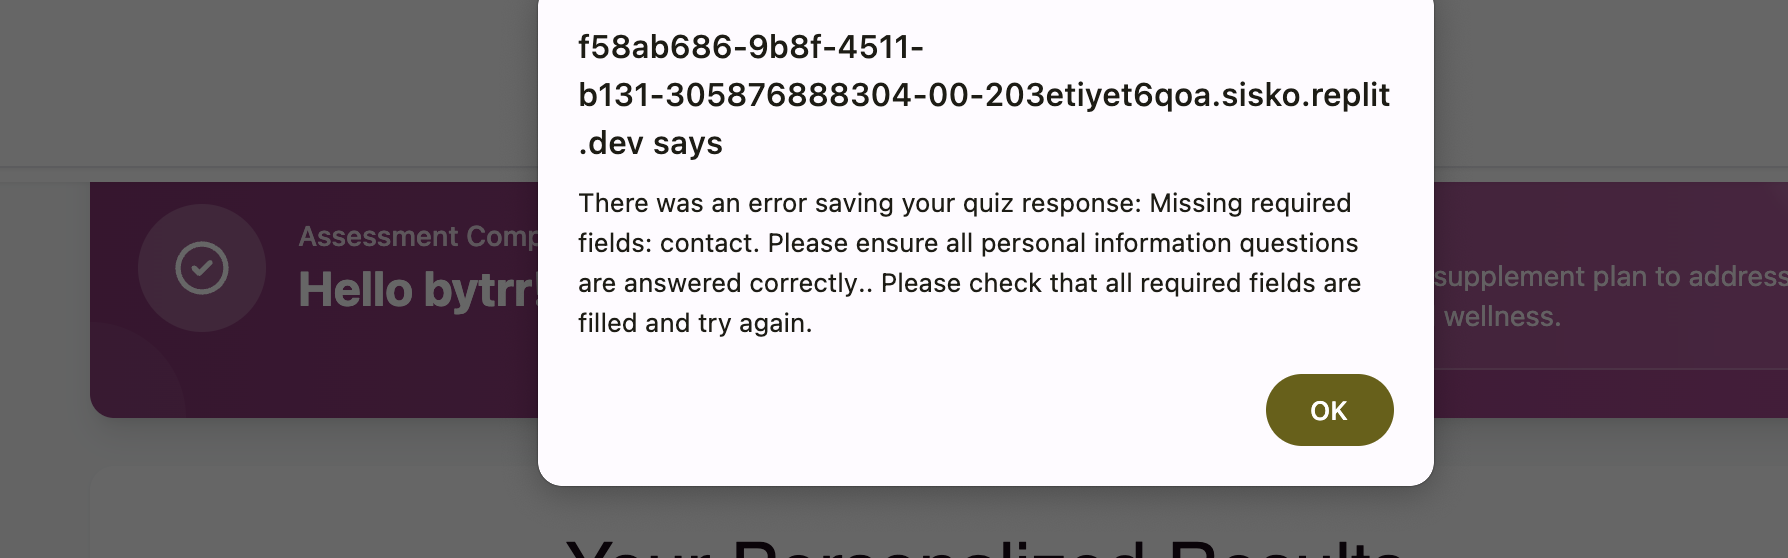 f58ab686-9b8f-4511-
b131-305876888304-00-203etiyet6qoa.sisko.replit
.dev says
There was an error saving your quiz response: Missing required
fields: contact. Please ensure all personal information questions
are answered correctly.. Please check that all required fields are
filled and try again.
OK
Assessment Comp
Hello bytrr!
supplement plan to address
wellness.
Your Personalized Results